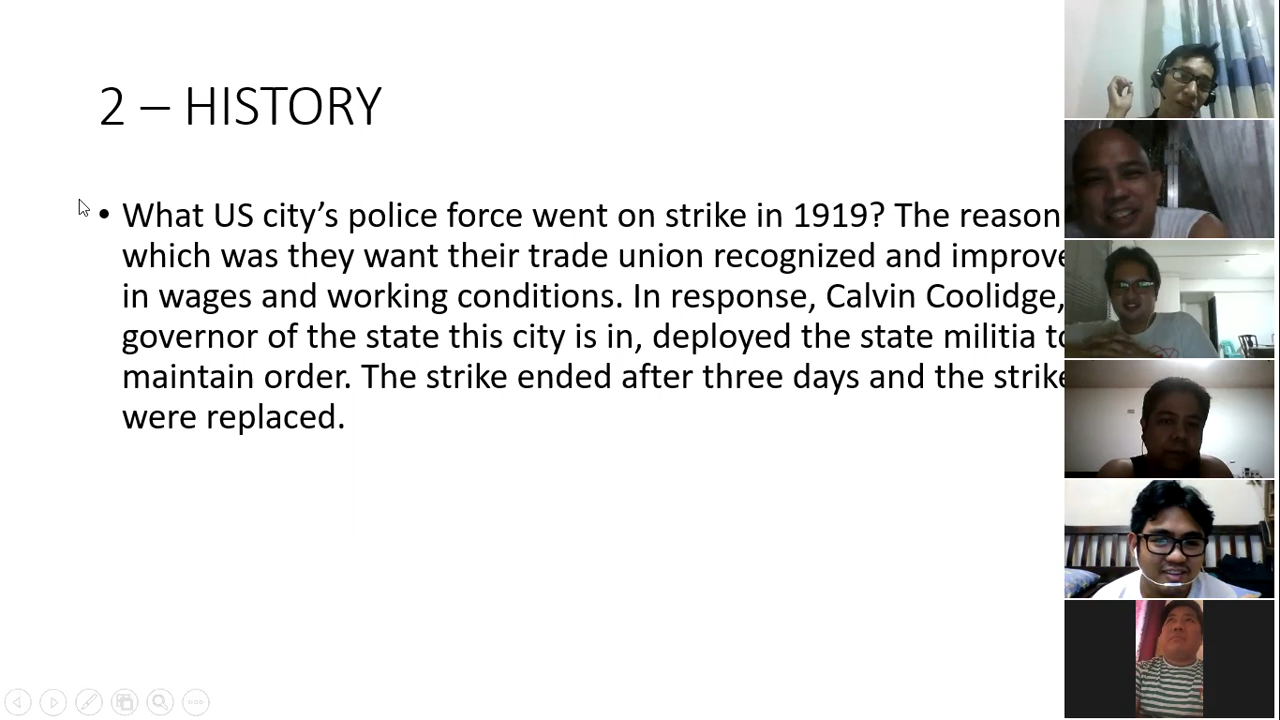 2 – HISTORY
• What US city’s police force went on strike in 1919? The reason
which was they want their trade union recognized and improve
in wages and working conditions. In response, Calvin Coolidge,
governor of the state this city is in, deployed the state militia to
maintain order. The strike ended after three days and the strike
were replaced.